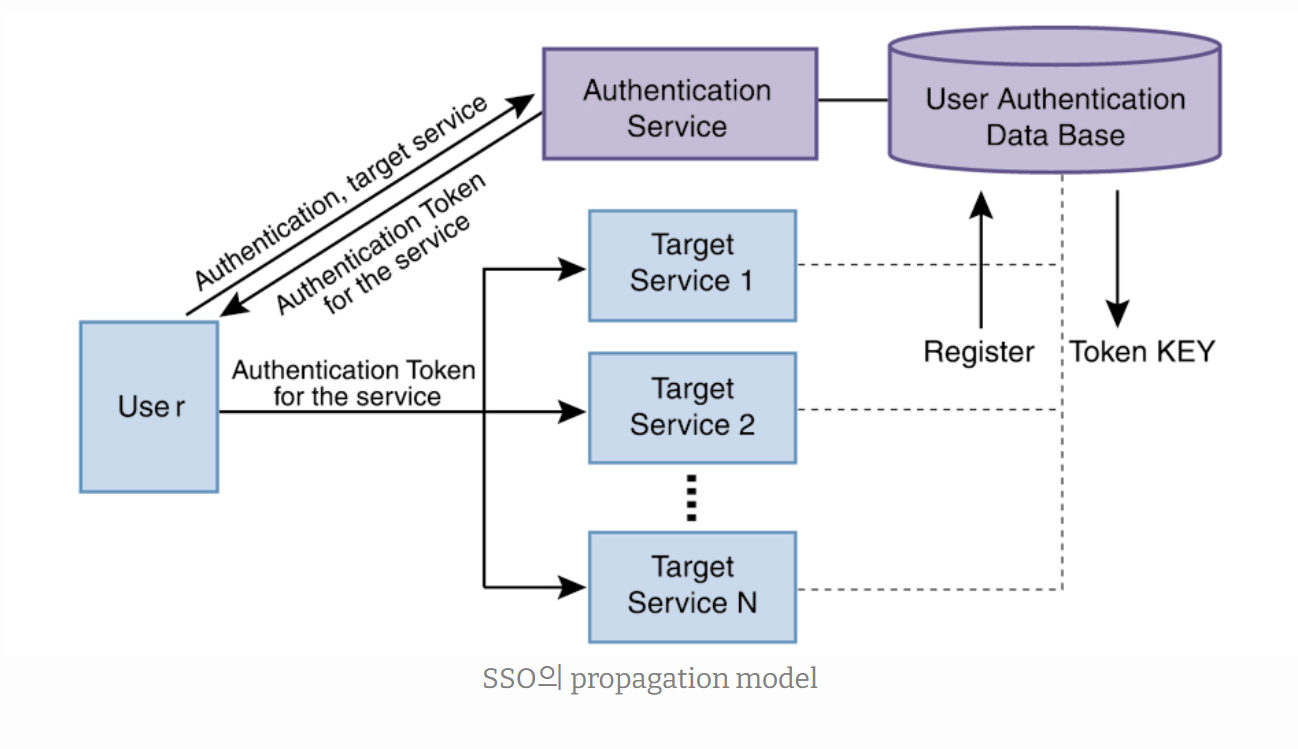 Authentication
Service
User Authentication
Data Base
Authentication, target service
Authentication Token
for the service
Target
Service 1
Register
Token KEY
User
Authentication Token
for the service
Target
Service 2
Target
Service N
SSO의 propagation model